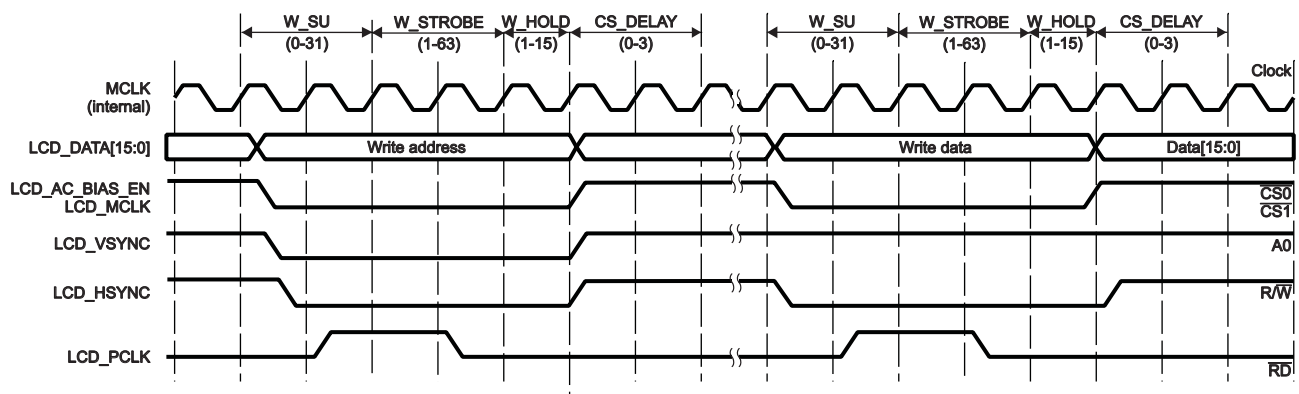 W_SU W_STROBE W_HOLD CS_DELAY W_SU W_STROBE W_HOLD CS_DELAY
(0-31) (1-63) (1-15) (0-3) (0-31) (1-63) (1-15) (0-3)
Clock
MCLK
(internal)
LCD_DATA[15:0] Write address Write data Data[15:0]
LCD_AC_BIAS_EN CS0
LCD_MCLK CS1
LCD_VSYNC A0
LCD_HSYNC R/W
LCD_PCLK
RD